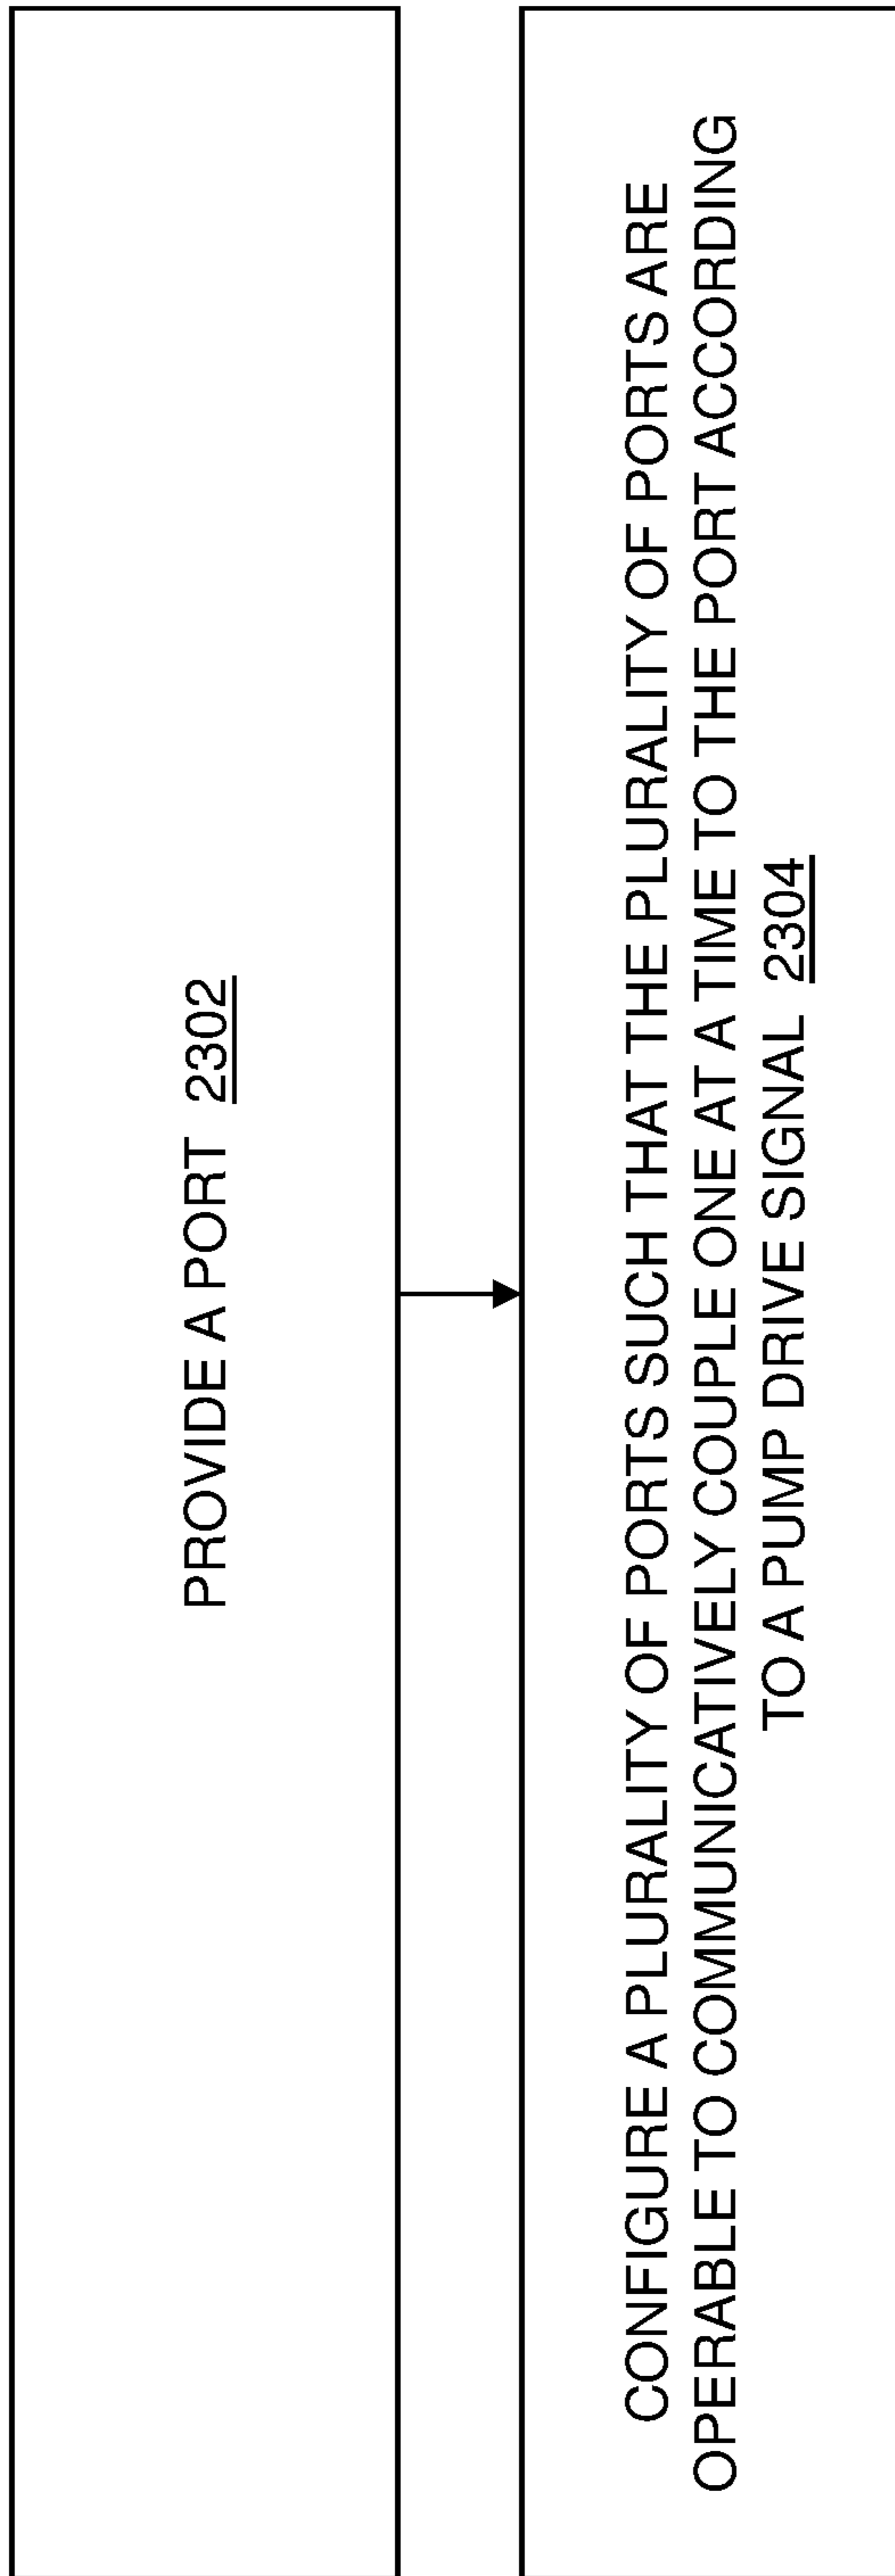 PROVIDE A PORT 2302
CONFIGURE A PLURALITY OF PORTS SUCH THAT THE PLURALITY OF PORTS ARE
OPERABLE TO COMMUNICATIVELY COUPLE ONE AT A TIME TO THE PORT ACCORDING
TO A PUMP DRIVE SIGNAL 2304